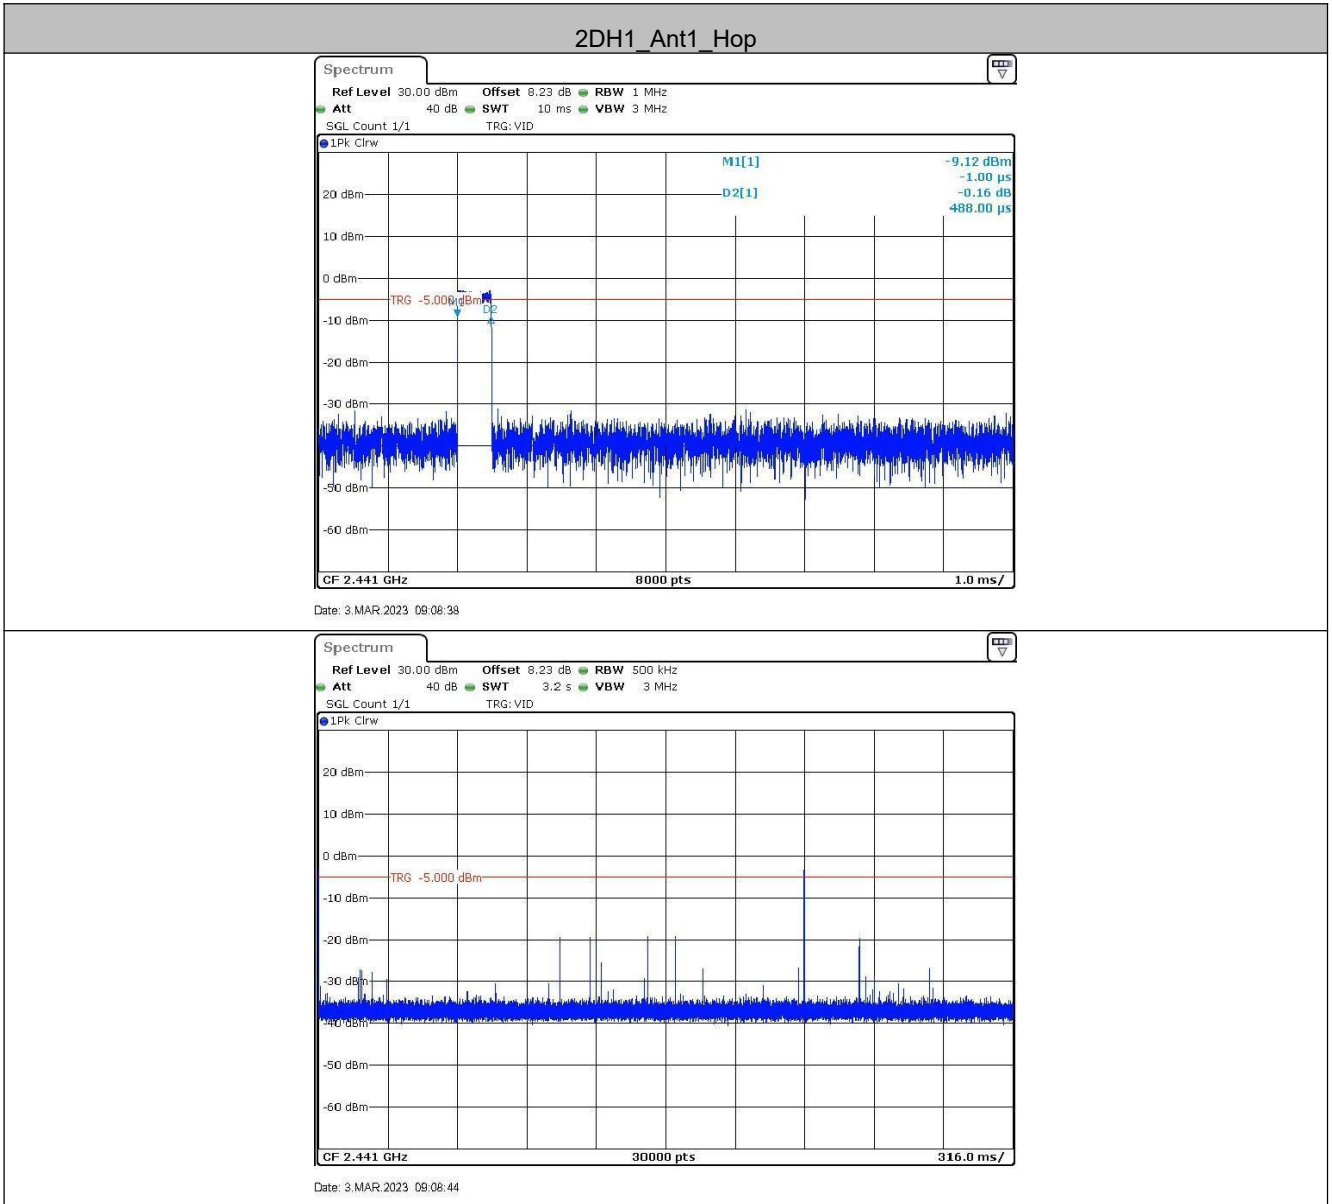 2DH1_Ant1_Hop
Spectrum
Ref Level 30.00 dBm Offset 8.23 dB RBW 1 MHz
Att 40 dB SWT 10 ms VBW 3 MHz
SGL Count 1/1 TRG: VID
1Pk Clrw
M1[1] -9.12 dBm
-1.00 µs
20 dBm D2[1] -0.16 dB
488.00 µs
10 dBm
0 dBm
TRG -5.000 dBm
M1
D2
-10 dBm
-20 dBm
-30 dBm
-50 dBm
-60 dBm
CF 2.441 GHz 8000 pts 1.0 ms/
Date: 3.MAR.2023 09:08:38
Spectrum
Ref Level 30.00 dBm Offset 8.23 dB RBW 500 kHz
Att 40 dB SWT 3.2 s VBW 3 MHz
SGL Count 1/1 TRG: VID
1Pk Clrw
20 dBm
10 dBm
0 dBm
TRG -5.000 dBm
-10 dBm
-20 dBm
-30 dBm
-40 dBm
-50 dBm
-60 dBm
CF 2.441 GHz 30000 pts 316.0 ms/
Date: 3.MAR.2023 09:08:44